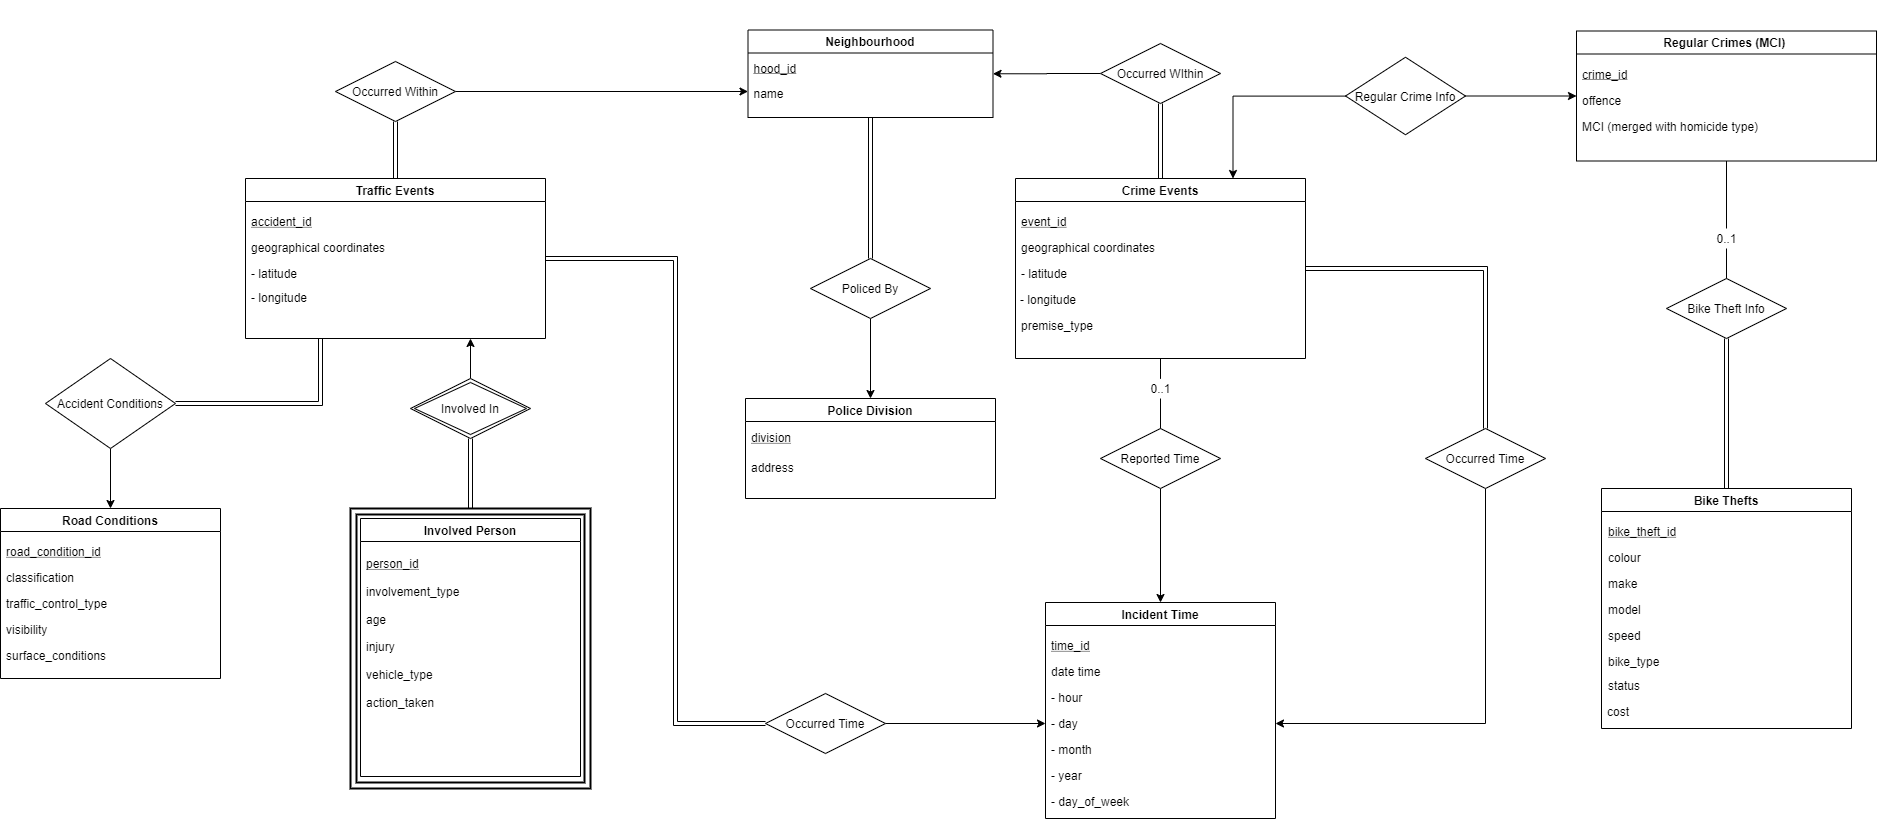 Neighbourhood
hood_id
name
Occurred Within
Occurred WIthin
Regular Crime Info
Regular Crimes (MCI)
crime_id
offence
MCI (merged with homicide type)
Traffic Events
accident_id
geographical coordinates
- latitude
- longitude
Policed By
Crime Events
event_id
geographical coordinates
- latitude
- longitude
premise_type
0..1
Bike Theft Info
Accident Conditions
Involved In
Police Division
division
address
0..1
Reported Time
Occurred Time
Road Conditions
road_condition_id
classification
traffic_control_type
visibility
surface_conditions
Involved Person
person_id
involvement_type
age
injury
vehicle_type
action_taken
Occurred Time
Incident Time
time_id
date time
- hour
- day
- month
- year
- day_of_week
Bike Thefts
bike_theft_id
colour
make
model
speed
bike_type
status
cost